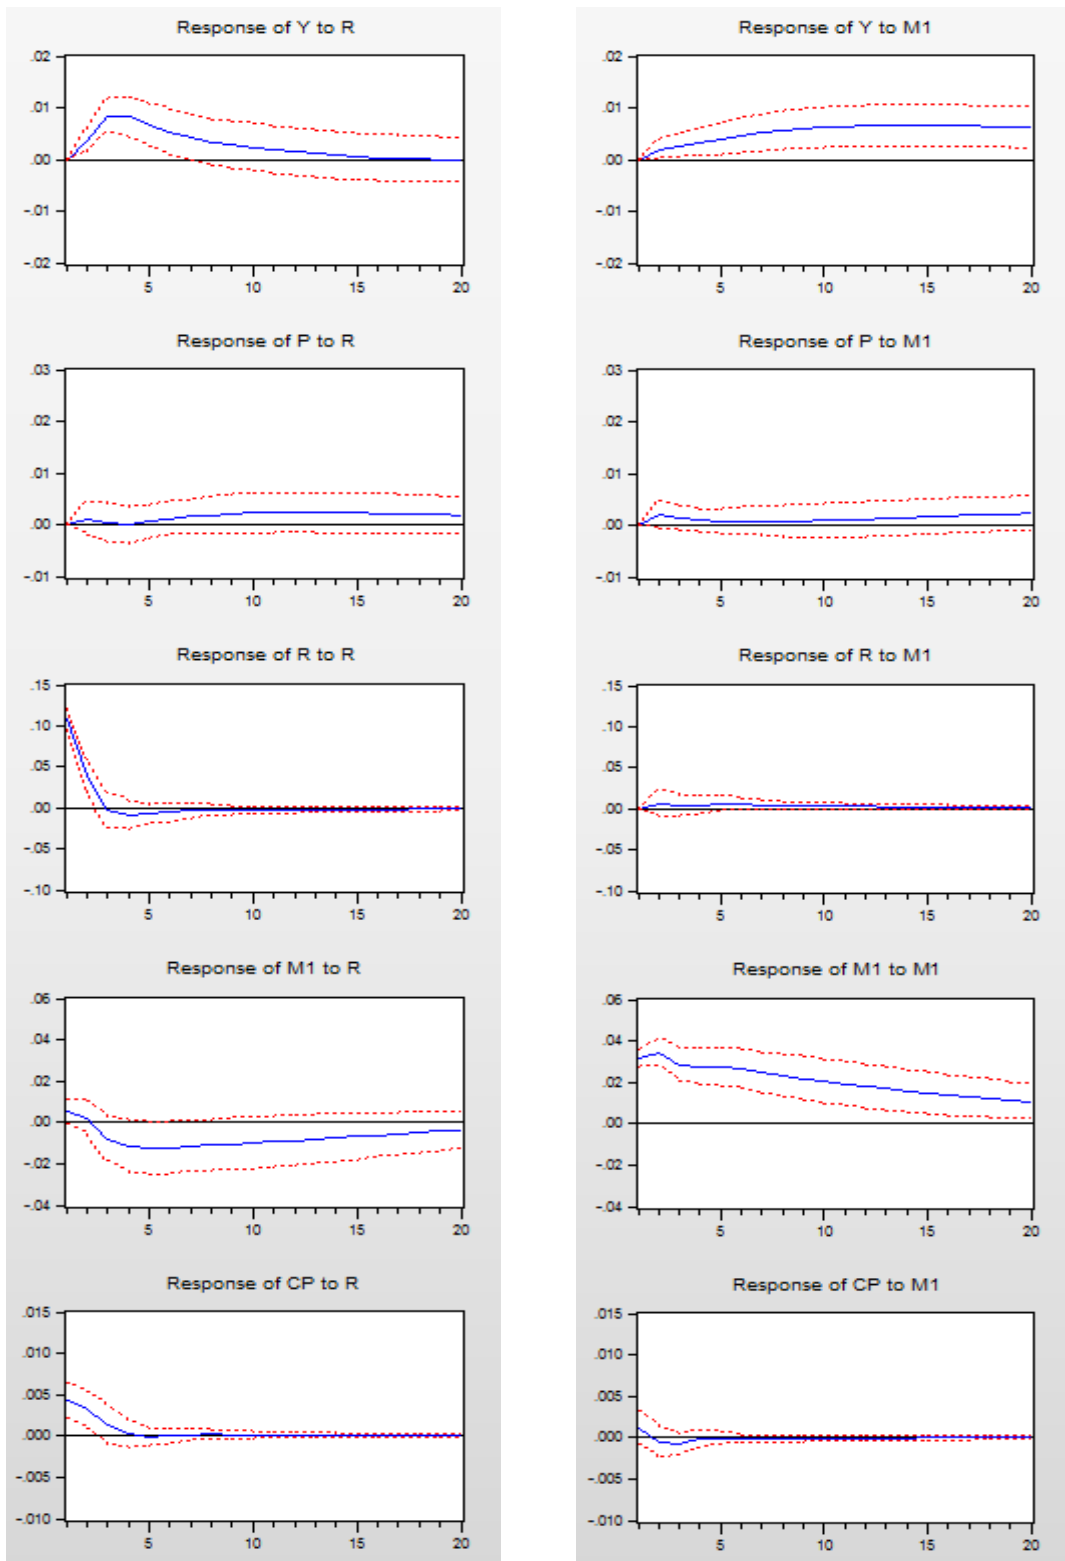 Response of Y to R
.02
.01
.00
-.01
-.02
5 10 15 20
Response of Y to M1
.02
.01
.00
-.01
-.02
5 10 15 20
Response of P to R
.03
.02
.01
.00
-.01
5 10 15 20
Response of P to M1
.03
.02
.01
.00
-.01
5 10 15 20
Response of R to R
.15
.10
.05
.00
-.05
-.10
5 10 15 20
Response of R to M1
.15
.10
.05
.00
-.05
-.10
5 10 15 20
Response of M1 to R
.06
.04
.02
.00
-.02
-.04
5 10 15 20
Response of M1 to M1
.06
.04
.02
.00
-.02
-.04
5 10 15 20
Response of CP to R
.015
.010
.005
.000
-.005
-.010
5 10 15 20
Response of CP to M1
.015
.010
.005
.000
-.005
-.010
5 10 15 20